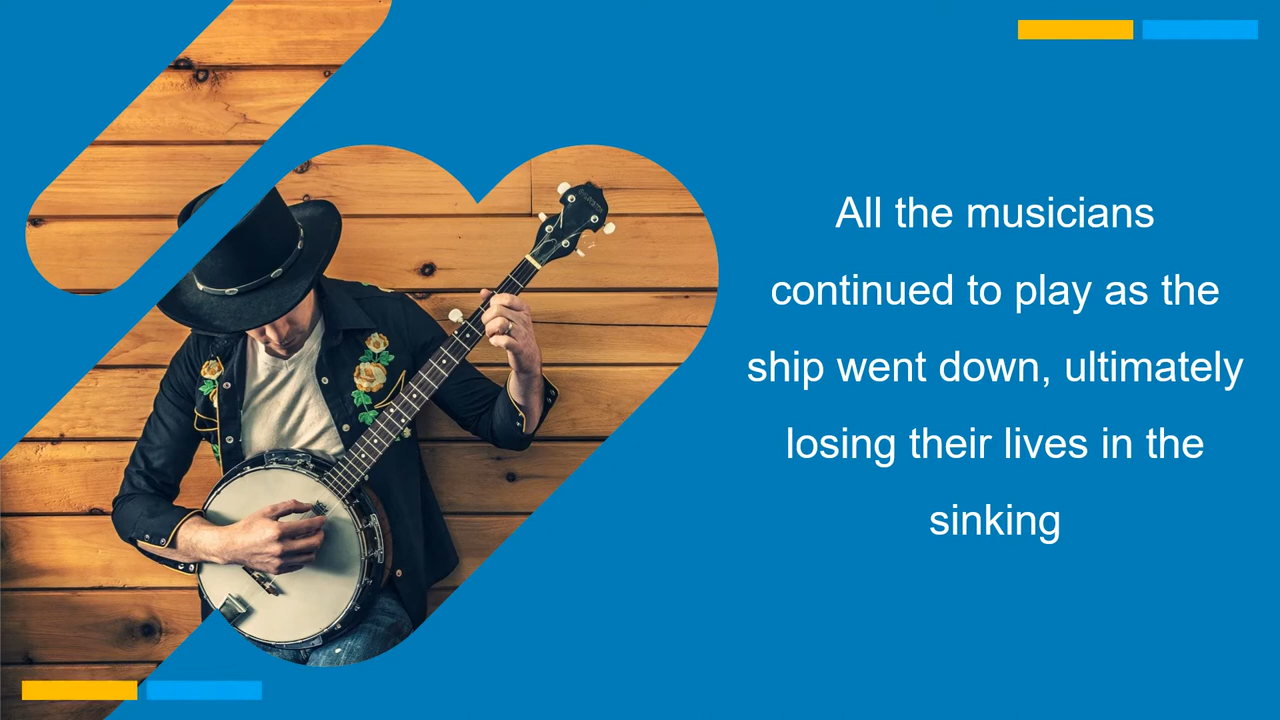 All the musicians
continued to play as the
ship went down, ultimately
losing their lives in the
sinking